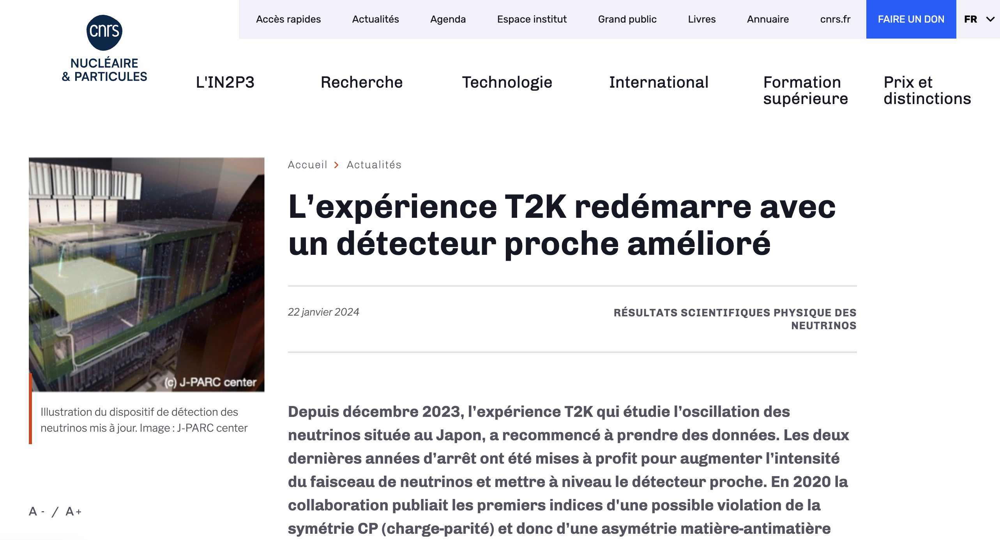 Accès rapides Actualités Agenda Espace institut Grand public Livres Annuaire cnrs.fr FAIRE UN DON FR
cnrs
NUCLÉAIRE
& PARTICULES
L'IN2P3 Recherche Technologie International Formation supérieure Prix et distinctions
Accueil > Actualités
L’expérience T2K redémarre avec
un détecteur proche amélioré
22 janvier 2024
RÉSULTATS SCIENTIFIQUES PHYSIQUE DES
NEUTRINOS
(c) J-PARC center
Illustration du dispositif de détection des
neutrinos mis à jour. Image : J-PARC center
A - / A+
Depuis décembre 2023, l’expérience T2K qui étudie l’oscillation des
neutrinos située au Japon, a recommencé à prendre des données. Les deux
dernières années d’arrêt ont été mises à profit pour augmenter l’intensité
du faisceau de neutrinos et mettre à niveau le détecteur proche. En 2020 la
collaboration publiait les premiers indices d'une possible violation de la
symétrie CP (charge-parité) et donc d’une asymétrie matière-antimatière